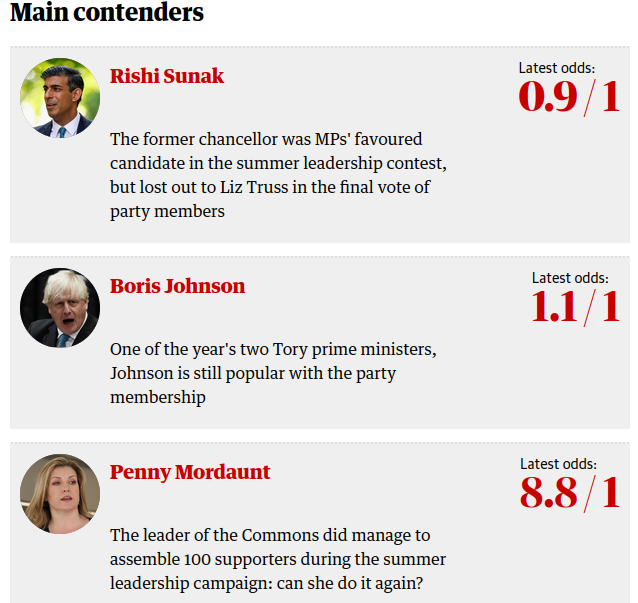 Main contenders
Rishi Sunak
Latest odds:
0.9/1
The former chancellor was MPs' favoured
candidate in the summer leadership contest,
but lost out to Liz Truss in the final vote of
party members
Boris Johnson
Latest odds:
1.1/1
One of the year's two Tory prime ministers,
Johnson is still popular with the party
membership
Penny Mordaunt
Latest odds:
8.8/1
The leader of the Commons did manage to
assemble 100 supporters during the summer
leadership campaign: can she do it again?